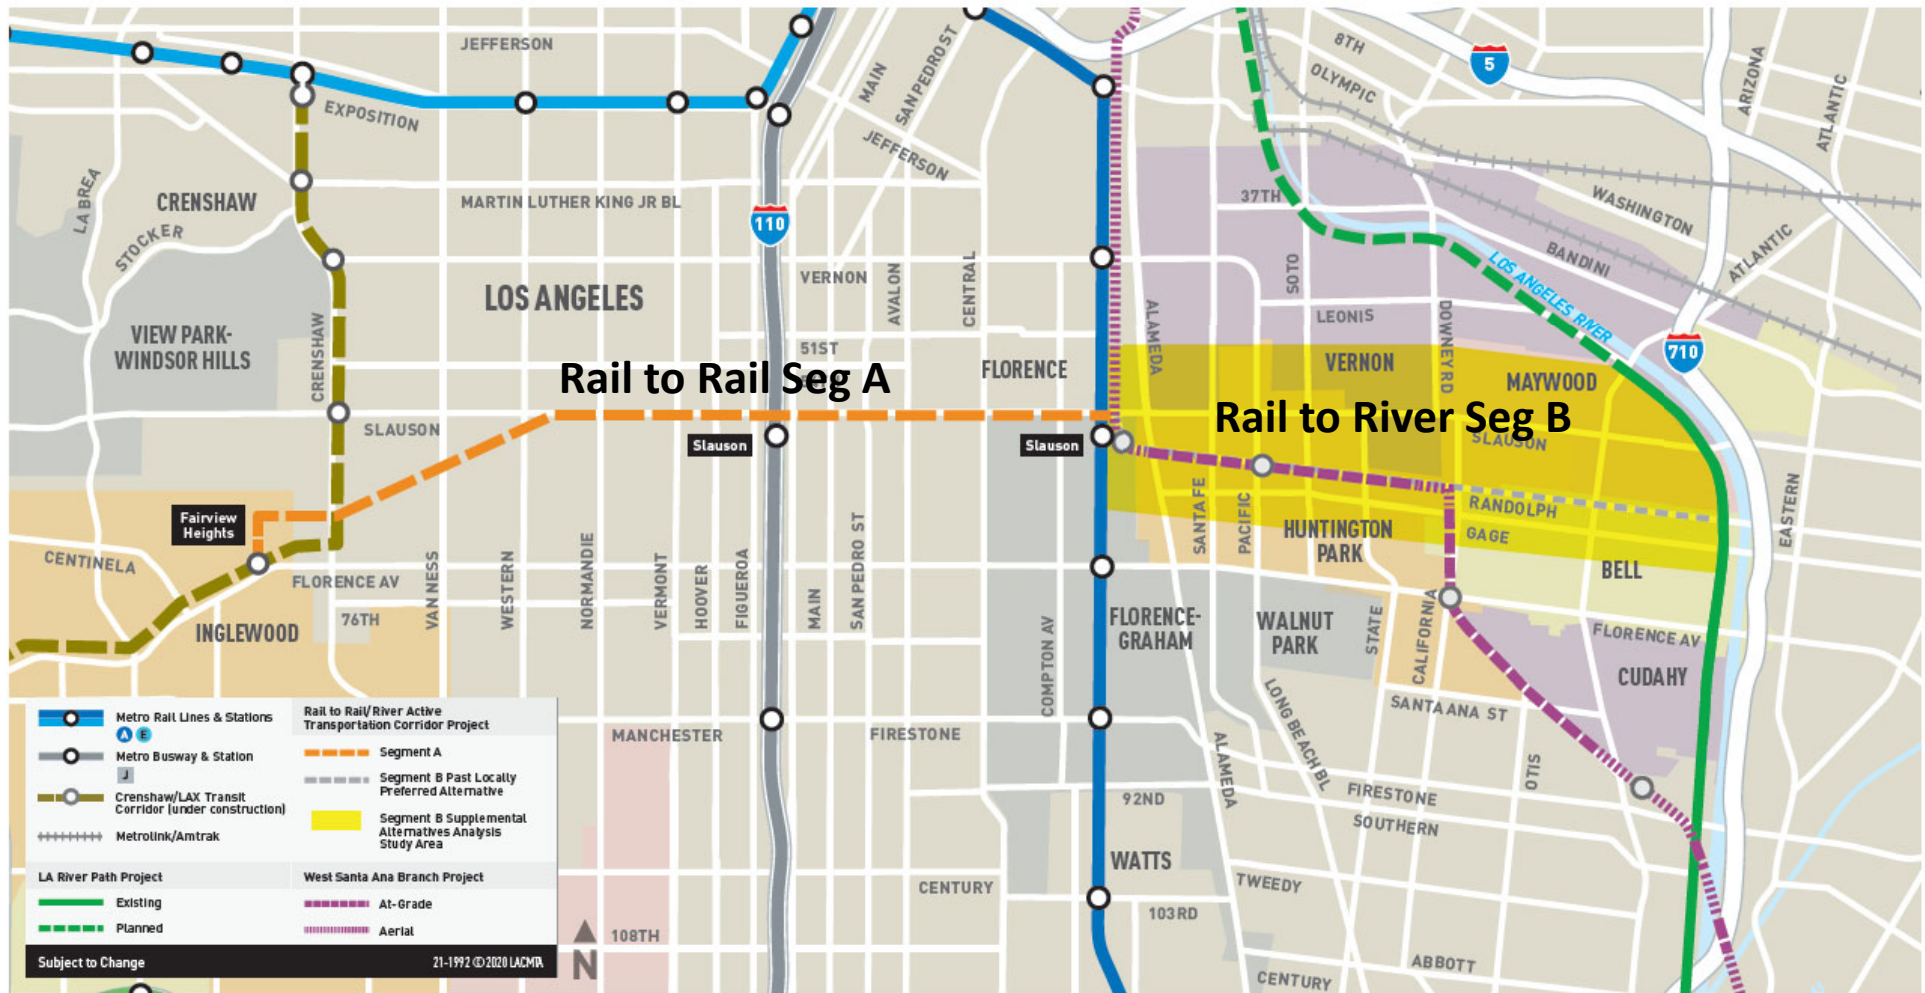 JEFFERSON
8TH
5
OLYMPIC
ARIZONA
ATLANTIC
MAIN
SAN PEDRO ST
EXPOSITION
JEFFERSON
LA BREA
CRENSHAW
STOCKER
MARTIN LUTHER KING JR BL
110
37TH
WASHINGTON
BANDINI
ATLANTIC
LOS ANGELES RIVER
VERNON
AVALON
CENTRAL
SOTO
LOS ANGELES
VIEW PARK-
WINDSOR HILLS
CRENSHAW
51ST
FLORENCE
ALAMEDA
LEONIS
DOWNEY RD
VERNON
MAYWOOD
710
Rail to Rail Seg A
Rail to River Seg B
SLAUSON
Slauson
Slauson
SLAUSON
Fairview
Heights
CENTINELA
FLORENCE AV
76TH
INGLEWOOD
VAN NESS
WESTERN
NORMANDIE
VERMONT
HOOVER
FIGUEROA
MAIN
SAN PEDRO ST
SANTA FE
PACIFIC
HUNTINGTON
PARK
RANDOLPH
GAGE
BELL
EASTERN
COMPTON AV
FLORENCE-
GRAHAM
WALNUT
PARK
STATE
CALIFORNIA
FLORENCE AV
CUDAHY
SANTA ANA ST
LONG BEACH BL
ALAMEDA
OTIS
MANCHESTER
FIRESTONE
92ND
FIRESTONE
SOUTHERN
WATTS
CENTURY
TWEEDY
103RD
108TH
N
ABBOTT
CENTURY
Metro Rail Lines & Stations
A E
Metro Busway & Station
J
Crenshaw/LAX Transit
Corridor (under construction)
Metrolink/Amtrak
Rail to Rail/River Active
Transportation Corridor Project
Segment A
Segment B Past Locally
Preferred Alternative
Segment B Supplemental
Alternatives Analysis
Study Area
LA River Path Project
Existing
Planned
West Santa Ana Branch Project
At-Grade
Aerial
Subject to Change
21-1992 ©2020 LACMTA